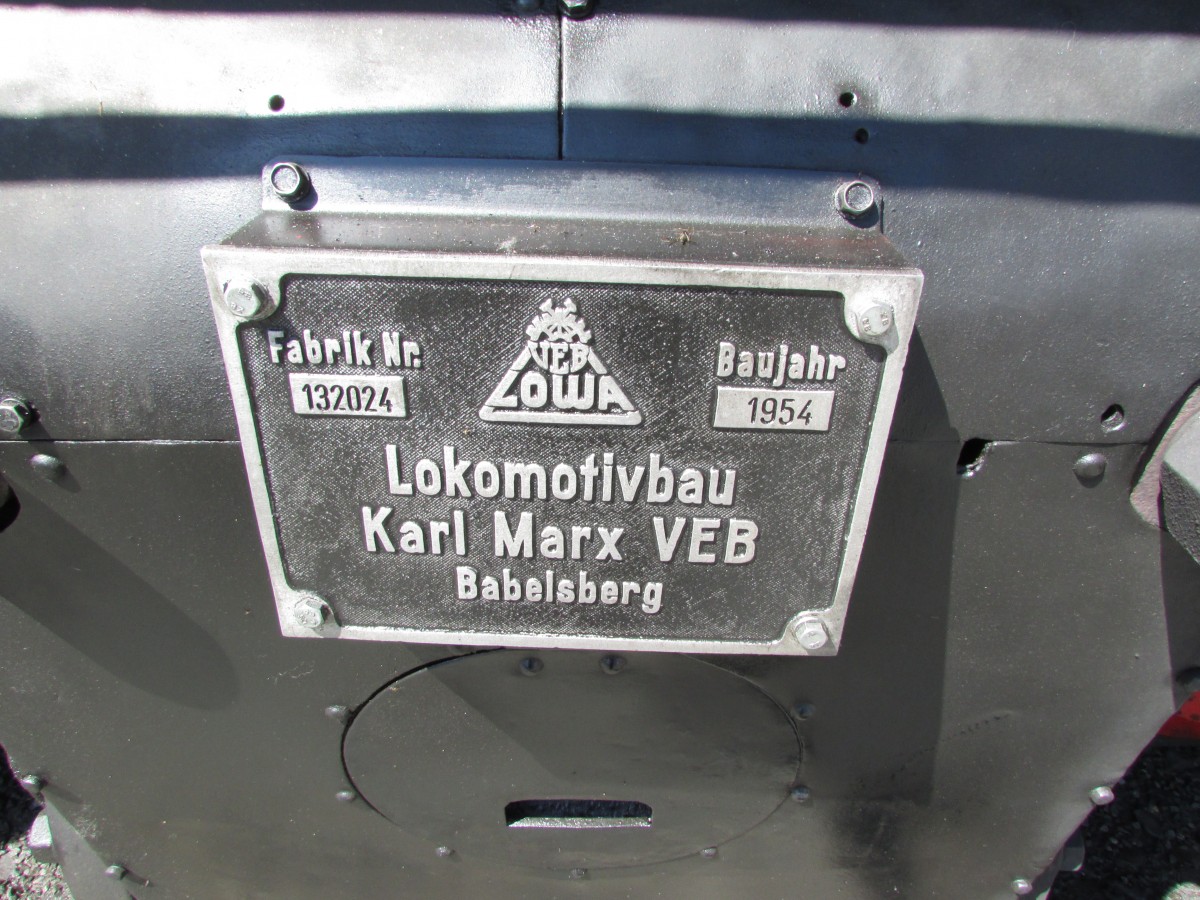 Fabrik Nr.
132024
VEB
LOWA
Baujahr
1954
Lokomotivbau
Karl Marx VEB
Babelsberg